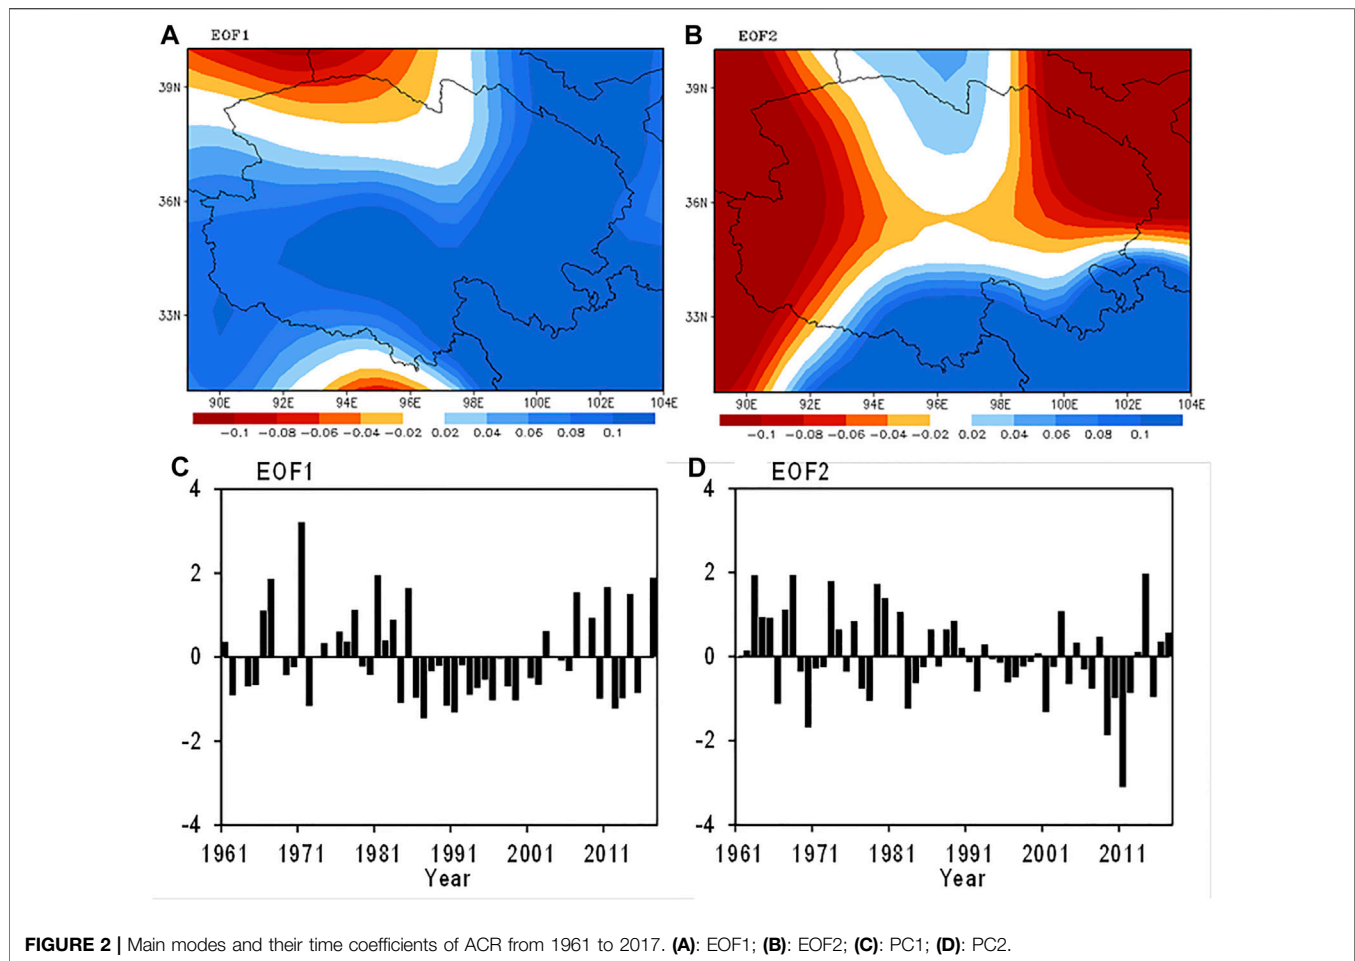 A EOF1
39N
36N
33N
90E 92E 94E 96E 98E 100E 102E 104E
−0.1 −0.08 −0.06 −0.04 −0.02 0.02 0.04 0.06 0.08 0.1
B EOF2
39N
36N
33N
90E 92E 94E 96E 98E 100E 102E 104E
−0.1 −0.08 −0.06 −0.04 −0.02 0.02 0.04 0.06 0.08 0.1
C EOF1
4
2
0
-2
-4
1961 1971 1981 1991 2001 2011
Year
D EOF2
4
2
0
-2
-4
1961 1971 1981 1991 2001 2011
Year
FIGURE 2 | Main modes and their time coefficients of ACR from 1961 to 2017. (A): EOF1; (B): EOF2; (C): PC1; (D): PC2.